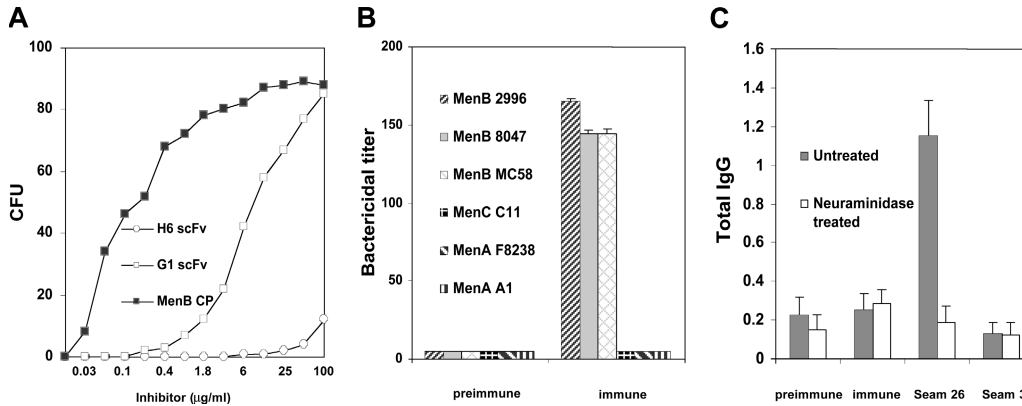 A
CFU
100
80
60
40
20
0
H6 scFv
G1 scFv
MenB CP
0.03 0.1 0.4 1.8 6 25 100
Inhibitor (μg/ml)
B
Bactericidal titer
200
150
100
50
0
MenB 2996
MenB 8047
MenB MC58
MenC C11
MenA F8238
MenA A1
preimmune immune
C
Total IgG
1.6
1.4
1.2
1
0.8
0.6
0.4
0.2
0
Untreated
Neuraminidase
treated
preimmune immune Seam 26 Seam 3